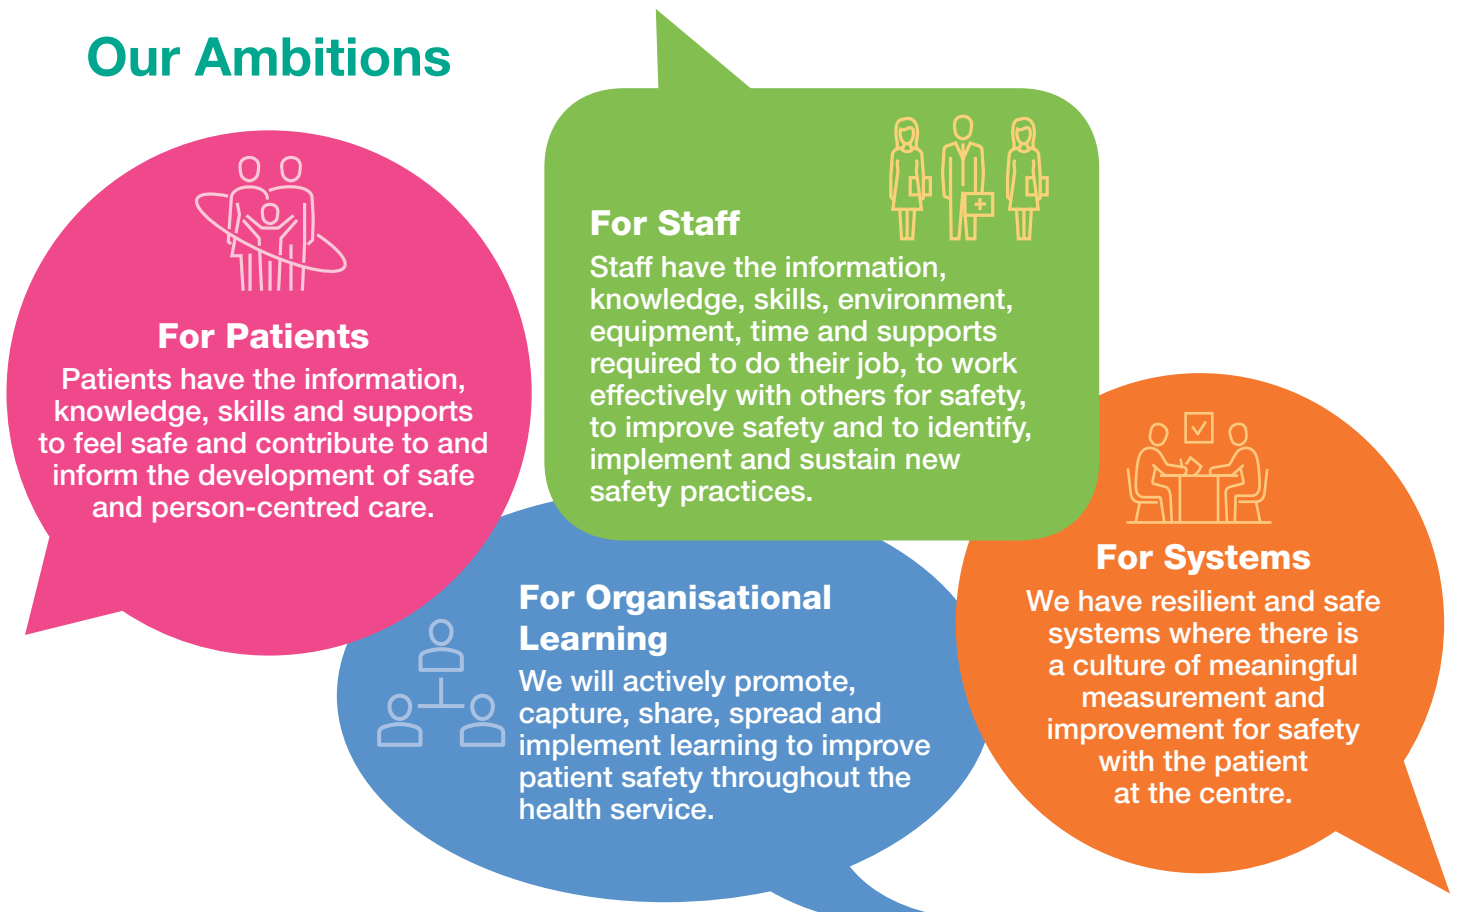 Our Ambitions
For Patients
Patients have the information,
knowledge, skills and supports
to feel safe and contribute to and
inform the development of safe
and person-centred care.
For Staff
Staff have the information,
knowledge, skills, environment,
equipment, time and supports
required to do their job, to work
effectively with others for safety,
to improve safety and to identify,
implement and sustain new
safety practices.
For Organisational
Learning
We will actively promote,
capture, share, spread and
implement learning to improve
patient safety throughout the
health service.
For Systems
We have resilient and safe
systems where there is
a culture of meaningful
measurement and
improvement for safety
with the patient
at the centre.